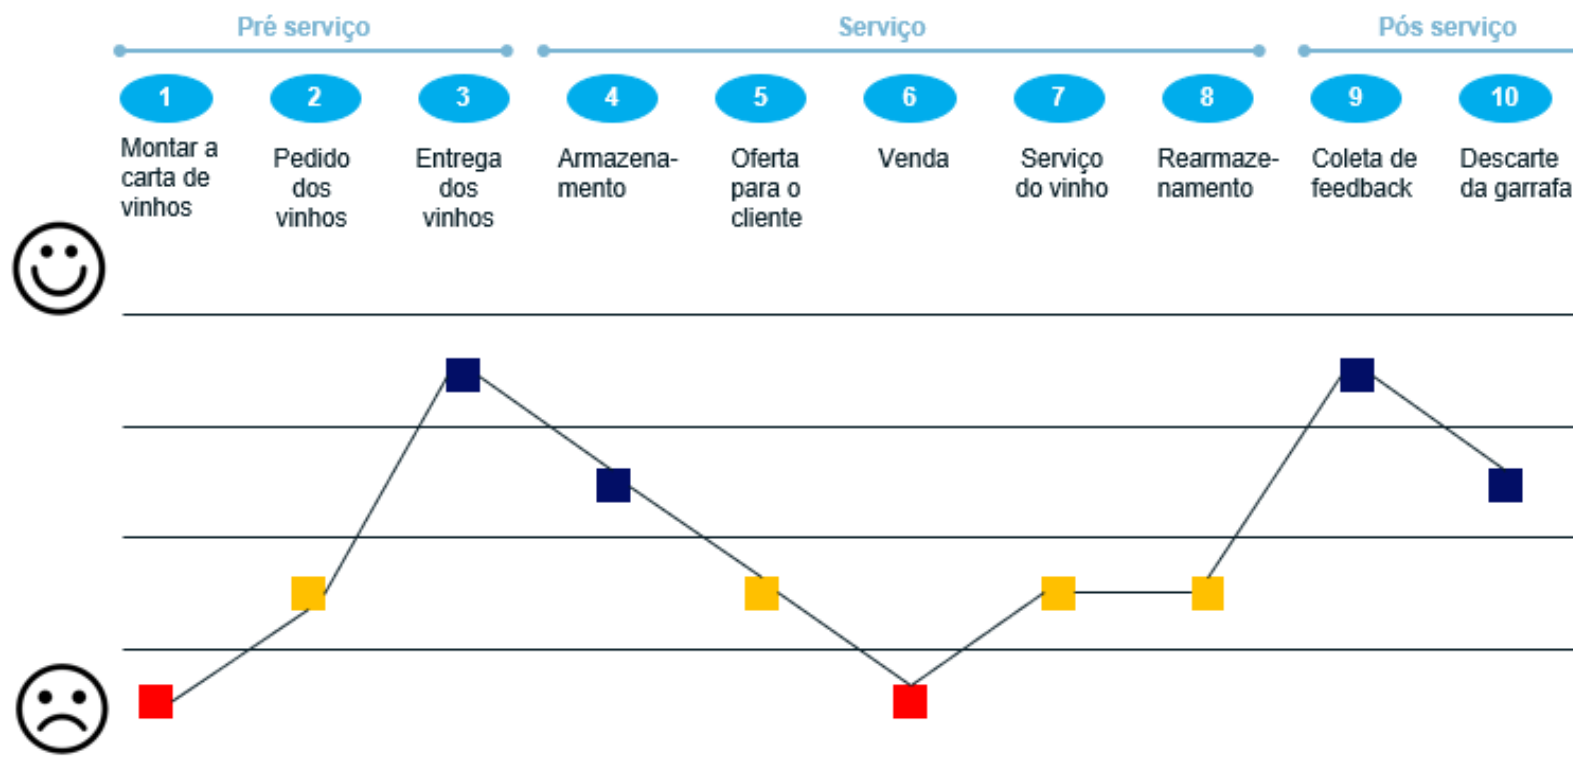 Pré serviço
Serviço
Pós serviço
1
2
3
4
5
6
7
8
9
10
Montar a
carta de
vinhos
Pedido
dos
vinhos
Entrega
dos
vinhos
Armazena-
mento
Oferta
para o
cliente
Venda
Serviço
do vinho
Rearmaze-
namento
Coleta de
feedback
Descarte
da garrafa